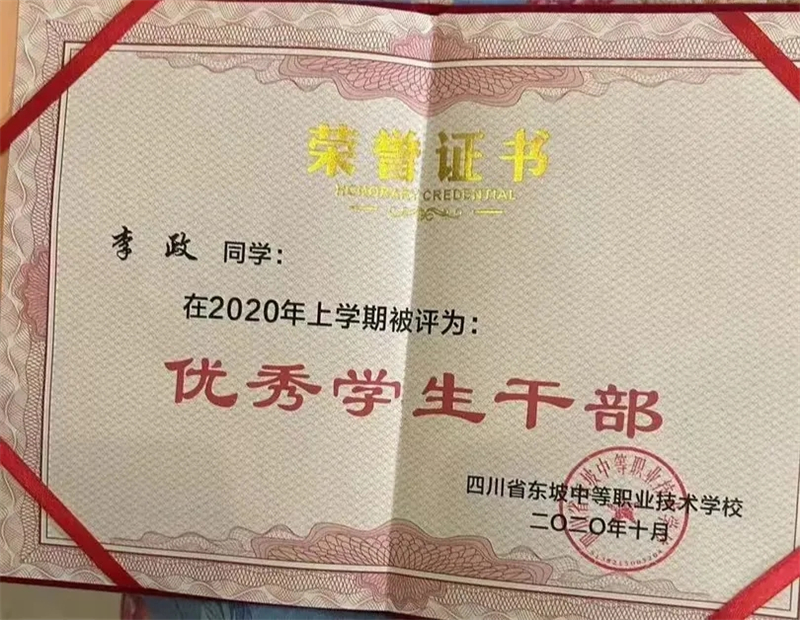 荣誉证书
HONORARY CREDENTIAL
李政 同学：
在2020年上学期被评为：
优秀学生干部
四川省东坡中等职业技术学校
二〇二〇年十月